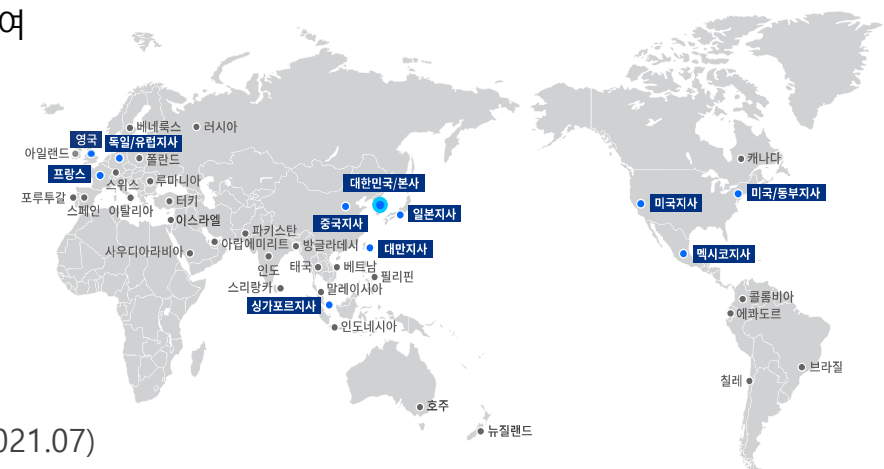 여
베네룩스
러시아
영국
독일/유럽지사
아일랜드
폴란드
프랑스
스위스
루마니아
포루투갈
스페인
이탈리아
터키
이스라엘
대한민국/본사
중국지사
일본지사
파키스탄
사우디아라비아
아랍에미리트
방글라데시
대만지사
인도
태국
베트남
필리핀
스리랑카
말레이시아
싱가포르지사
인도네시아
호주
뉴질랜드
캐나다
미국지사
미국/동부지사
멕시코지사
콜롬비아
에콰도르
브라질
칠레
021.07)